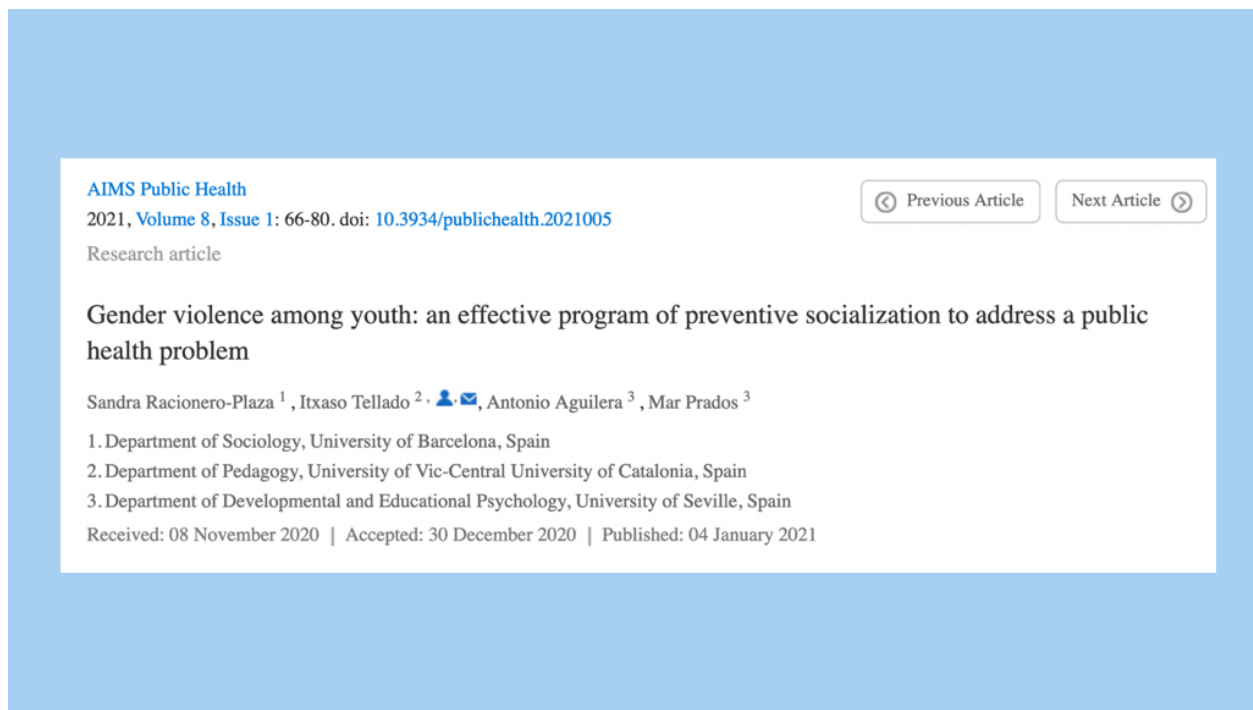 AIMS Public Health
Previous Article
Next Article
2021, Volume 8, Issue 1: 66-80. doi: 10.3934/publichealth.2021005
Research article
Gender violence among youth: an effective program of preventive socialization to address a public
health problem
Sandra Racionero-Plaza 1 , Itxaso Tellado 2 , , , Antonio Aguilera 3 , Mar Prados 3
1. Department of Sociology, University of Barcelona, Spain
2. Department of Pedagogy, University of Vic-Central University of Catalonia, Spain
3. Department of Developmental and Educational Psychology, University of Seville, Spain
Received: 08 November 2020 | Accepted: 30 December 2020 | Published: 04 January 2021